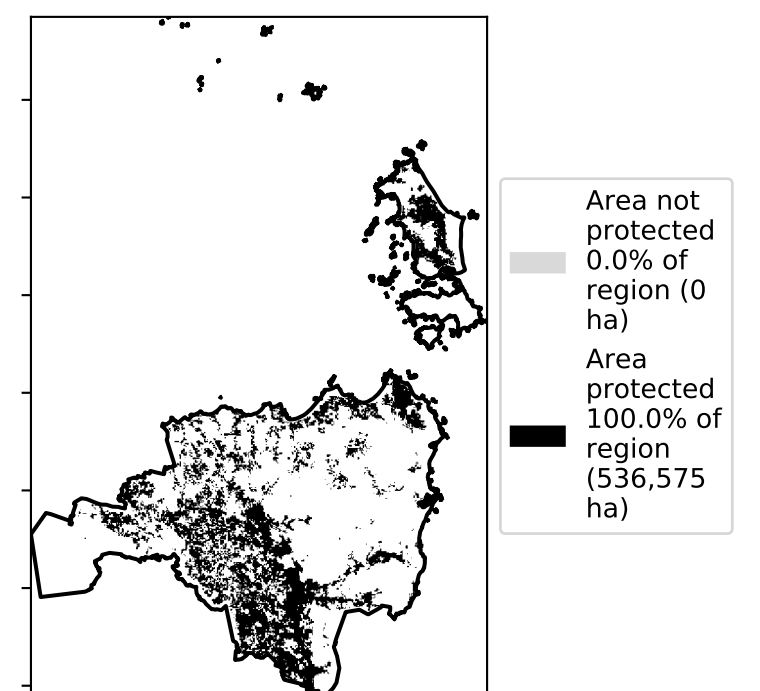 Area not
protected
0.0% of
region (0
ha)
Area
protected
100.0% of
region
(536,575
ha)